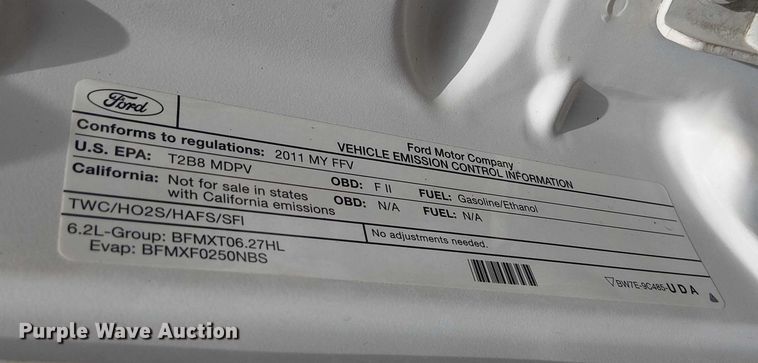 Ford
Ford Motor Company
VEHICLE EMISSION CONTROL INFORMATION
Conforms to regulations: 2011 MY FFV
U.S. EPA: T2B8 MDPV OBD: F II FUEL: Gasoline/Ethanol
California: Not for sale in states with California emissions OBD: N/A FUEL: N/A
TWC/HO2S/HAFS/SFI
No adjustments needed.
6.2L-Group: BFMXT06.27HL
Evap: BFMXF0250NBS
BW7E-9C485-UDA
Purple Wave Auction